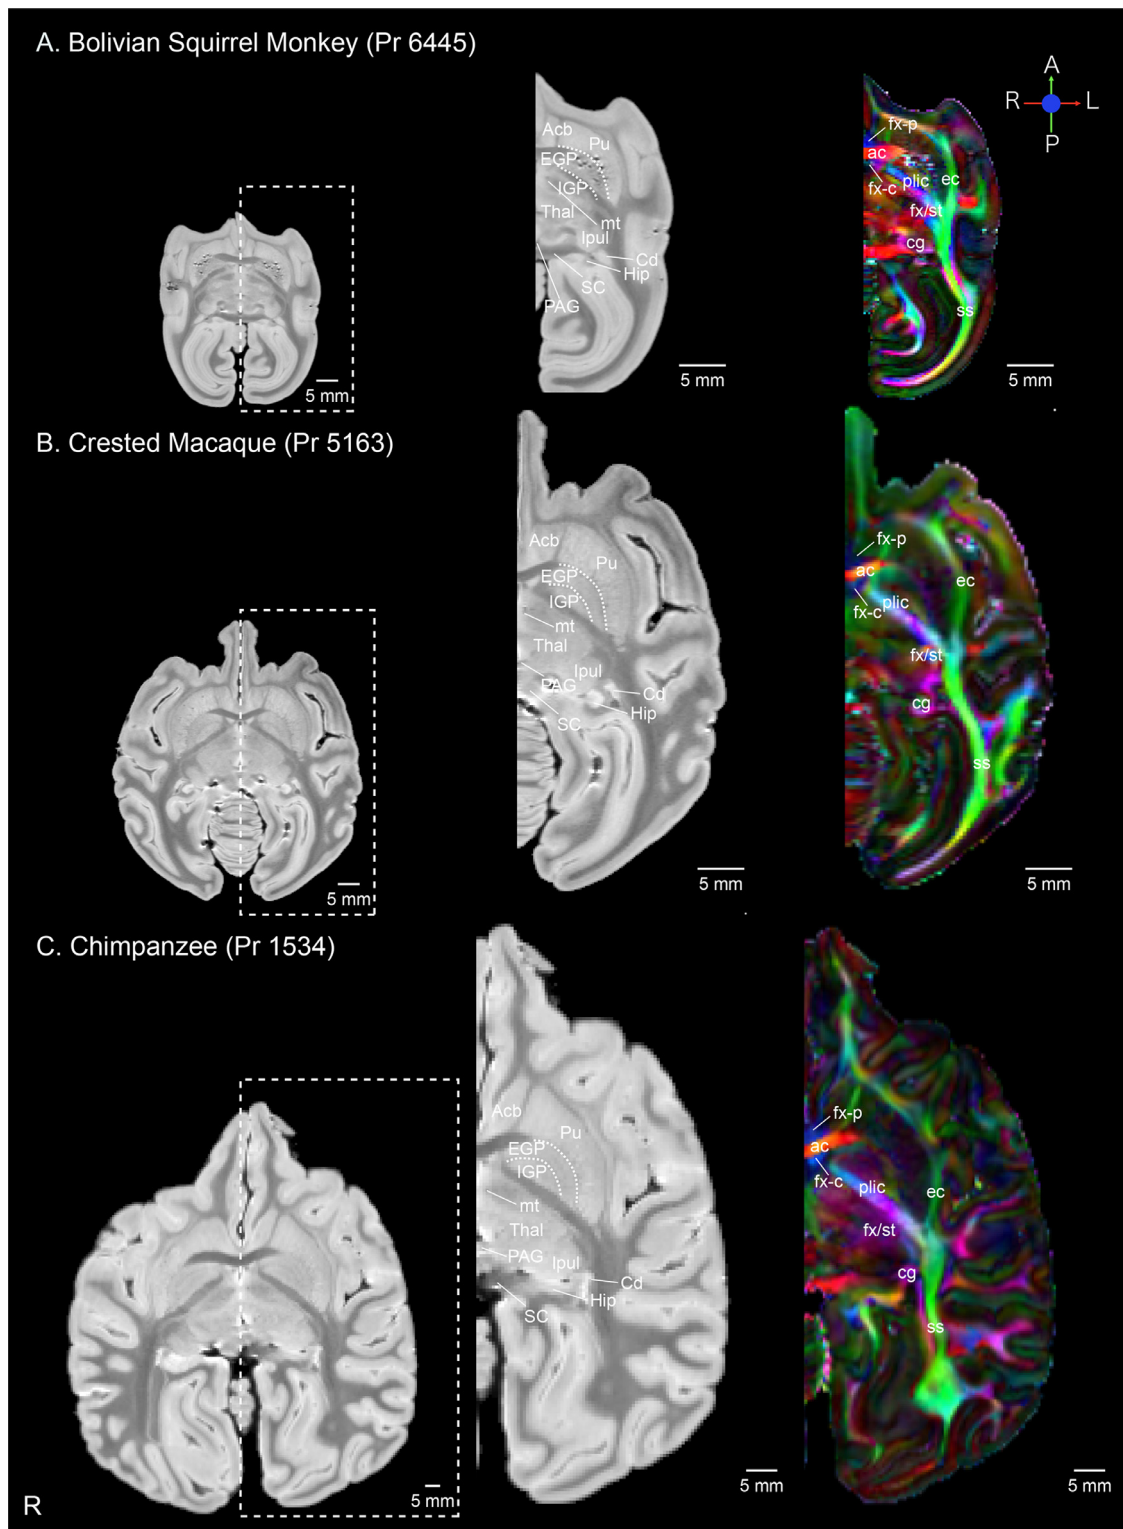 A. Bolivian Squirrel Monkey (Pr 6445)
A
R L
P
Acb
Pu
EGP
IGP
Thal
mt
Ipul
Cd
Hip
SC
PAG
fx-p
ac
fx-c
plic
ec
fx/st
cg
ss
5 mm
5 mm
5 mm
B. Crested Macaque (Pr 5163)
Acb
Pu
EGP
IGP
mt
Thal
Ipul
PAG
Cd
Hip
SC
fx-p
ac
ec
fx-c
plic
fx/st
cg
ss
5 mm
5 mm
5 mm
C. Chimpanzee (Pr 1534)
Acb
Pu
EGP
IGP
mt
Thal
PAG
Ipul
Cd
Hip
SC
fx-p
ac
fx-c
plic
ec
fx/st
cg
ss
5 mm
5 mm
5 mm
R